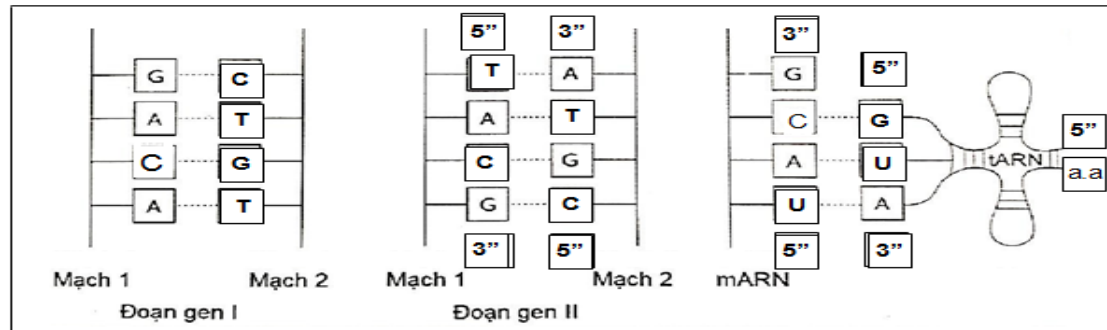 5” 3” 3”
G C T A G 5”
A T A T C G 5”
C G C G A U tARN a.a
A T G C U A
3” 5” 5” 3”
Mạch 1 Mạch 2 Mạch 1 Mạch 2 mARN
Đoạn gen I Đoạn gen II